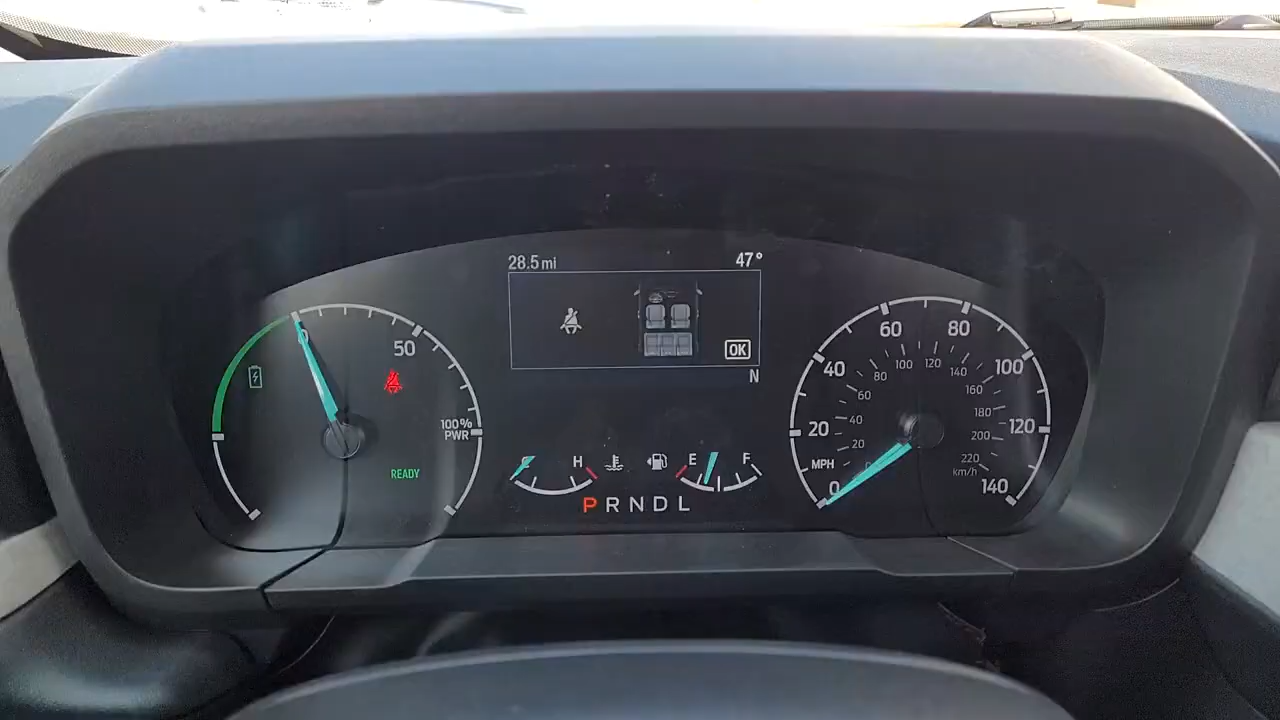 28.5 mi 47°
OK
N
0
50
100%
PWR
READY
C H
E F
P R N D L
MPH
0 20 40 60 80 100 120 140
20 40 60 80 100 120 140 160 180 200 220
km/h